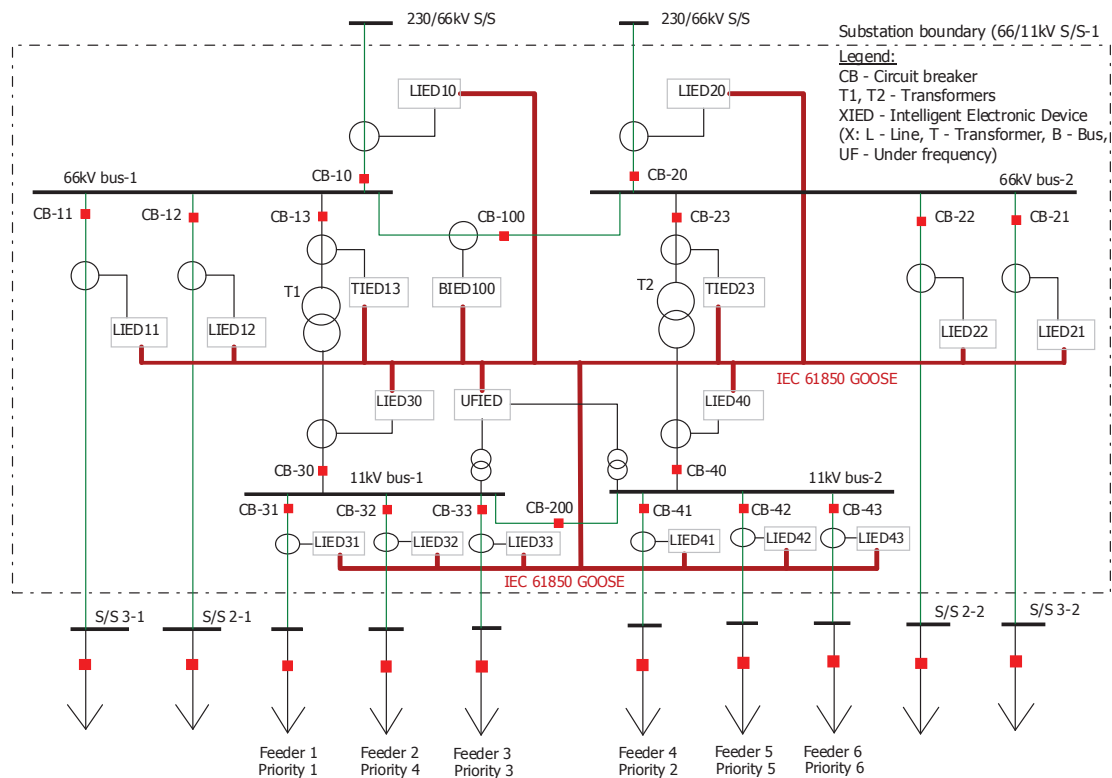 230/66kV S/S
230/66kV S/S
Substation boundary (66/11kV S/S-1
Legend:
CB - Circuit breaker
T1, T2 - Transformers
XIED - Intelligent Electronic Device
(X: L - Line, T - Transformer, B - Bus,
UF - Under frequency)
LIED10
LIED20
CB-10
CB-20
66kV bus-1
66kV bus-2
CB-11
CB-12
CB-13
CB-100
CB-23
CB-22
CB-21
T1
TIED13
BIED100
T2
TIED23
LIED11
LIED12
LIED22
LIED21
IEC 61850 GOOSE
LIED30
UFIED
LIED40
CB-30
CB-40
11kV bus-1
11kV bus-2
CB-31
CB-32
CB-33
CB-200
CB-41
CB-42
CB-43
LIED31
LIED32
LIED33
LIED41
LIED42
LIED43
IEC 61850 GOOSE
S/S 3-1
S/S 2-1
S/S 2-2
S/S 3-2
Feeder 1
Priority 1
Feeder 2
Priority 4
Feeder 3
Priority 3
Feeder 4
Priority 2
Feeder 5
Priority 5
Feeder 6
Priority 6